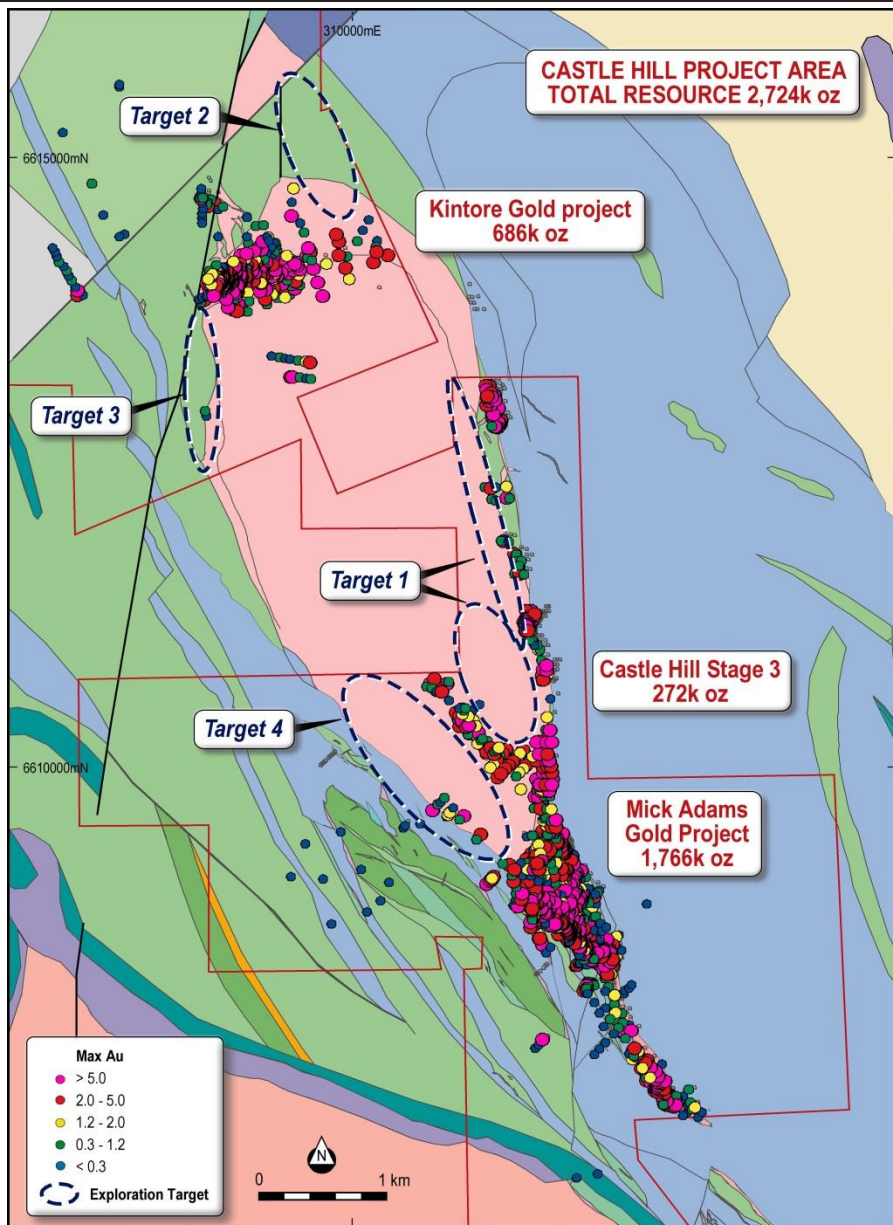 310000mE
CASTLE HILL PROJECT AREA
TOTAL RESOURCE 2,724k oz
Target 2
6615000mN
Kintore Gold project
686k oz
Target 3
Target 1
Castle Hill Stage 3
272k oz
Target 4
6610000mN
Mick Adams
Gold Project
1,766k oz
Max Au
> 5.0
2.0 - 5.0
1.2 - 2.0
0.3 - 1.2
< 0.3
Exploration Target
N
0 1 km